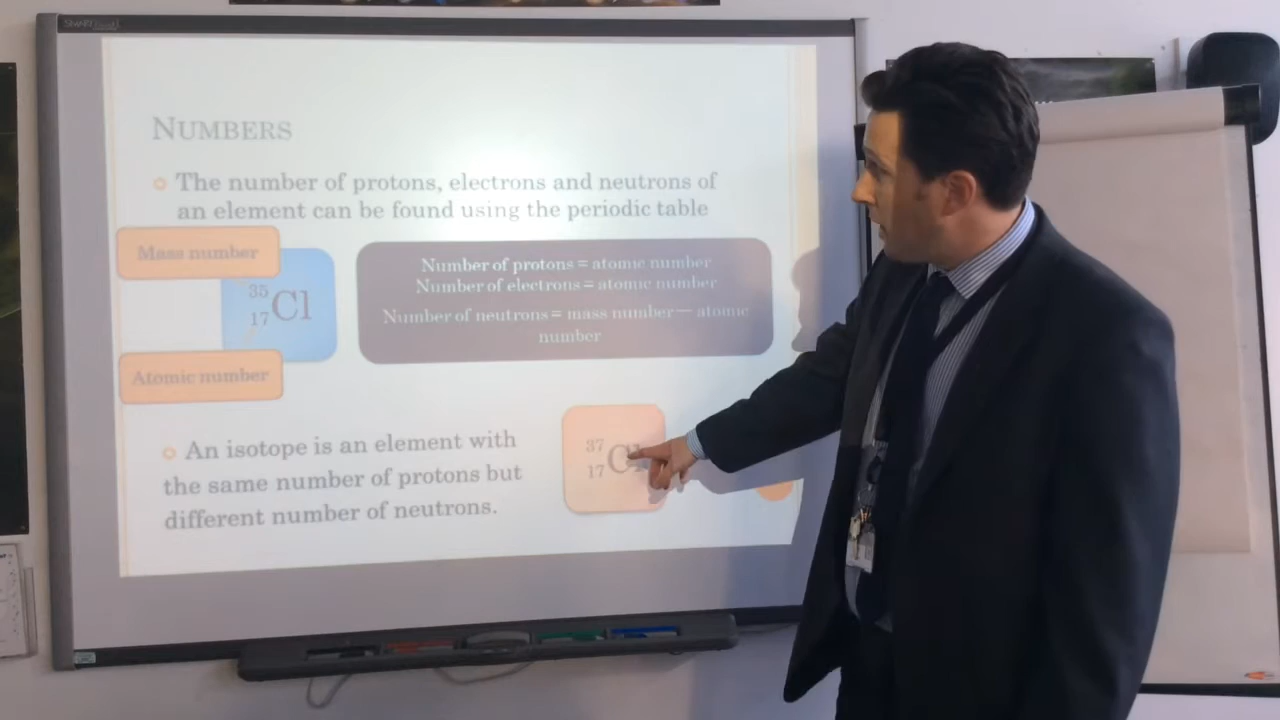 NUMBERS
The number of protons, electrons and neutrons of
an element can be found using the periodic table
Mass number
35
17
Cl
Atomic number
Number of protons = atomic number
Number of electrons = atomic number
Number of neutrons = mass number – atomic
number
An isotope is an element with
the same number of protons but
different number of neutrons.
37
17